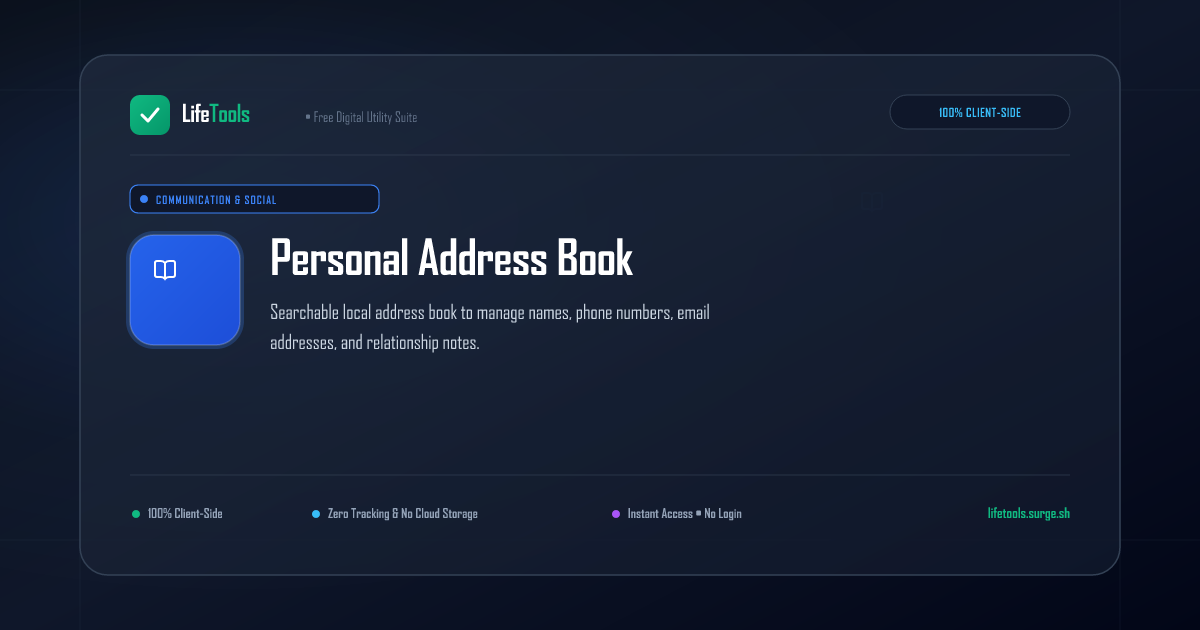 LifeTools
▪ Free Digital Utility Suite
100% CLIENT-SIDE
COMMUNICATION & SOCIAL
Personal Address Book
Searchable local address book to manage names, phone numbers, email
addresses, and relationship notes.
100% Client-Side
Zero Tracking & No Cloud Storage
Instant Access ▪ No Login
lifetools.surge.sh